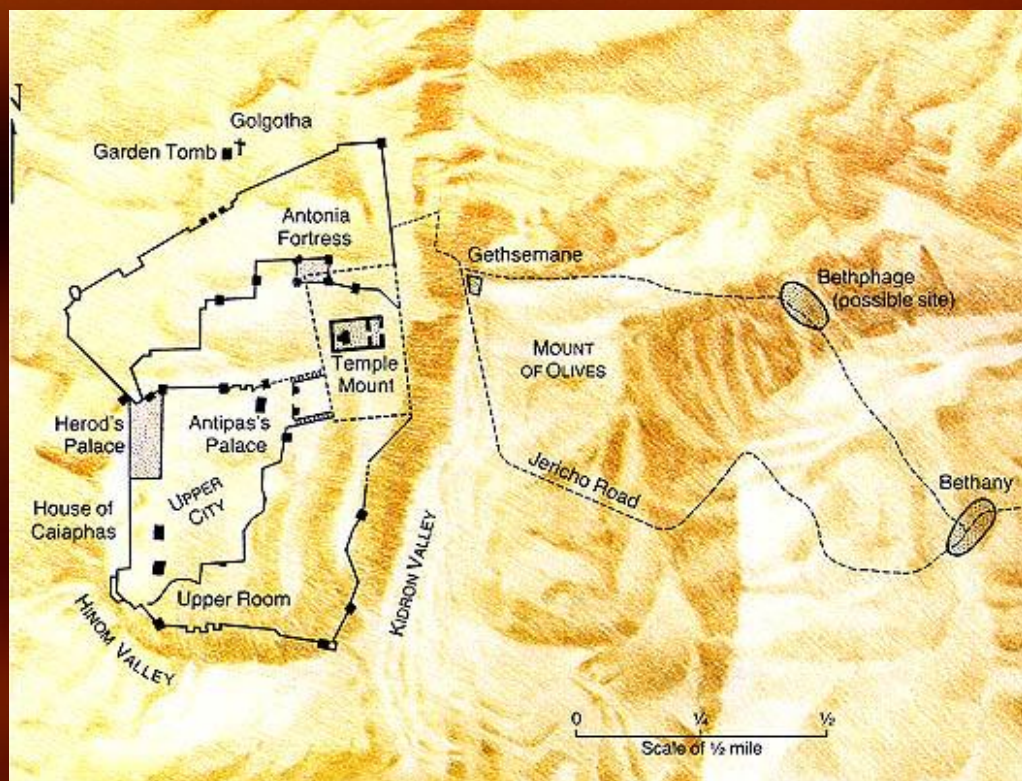 N
Golgotha
Garden Tomb
Antonia
Fortress
Gethsemane
Bethphage
(possible site)
MOUNT
OF OLIVES
Temple
Mount
Herod's
Palace
Antipas's
Palace
Jericho Road
Bethany
UPPER
CITY
House of
Caiaphas
Upper Room
KIDRON VALLEY
HINOM VALLEY
0 ¼ ½
Scale of ½ mile